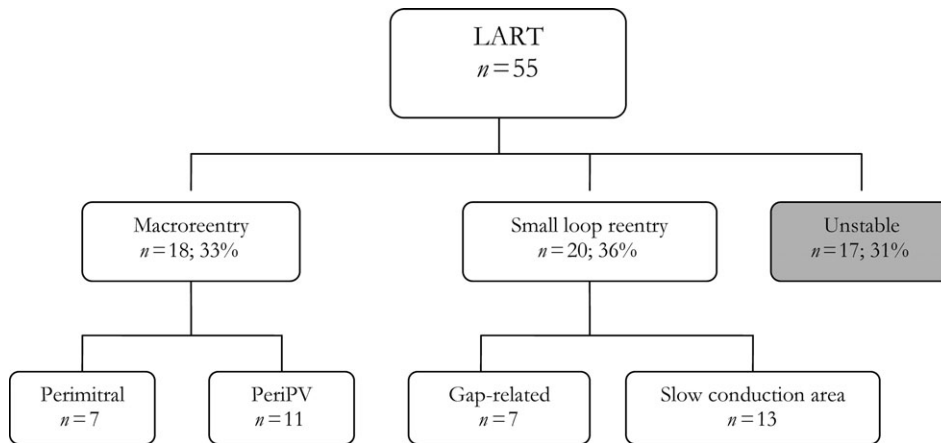 LART
n=55
Macroreentry
n=18; 33%
Small loop reentry
n=20; 36%
Unstable
n=17; 31%
Perimitral
n=7
PeriPV
n=11
Gap-related
n=7
Slow conduction area
n=13